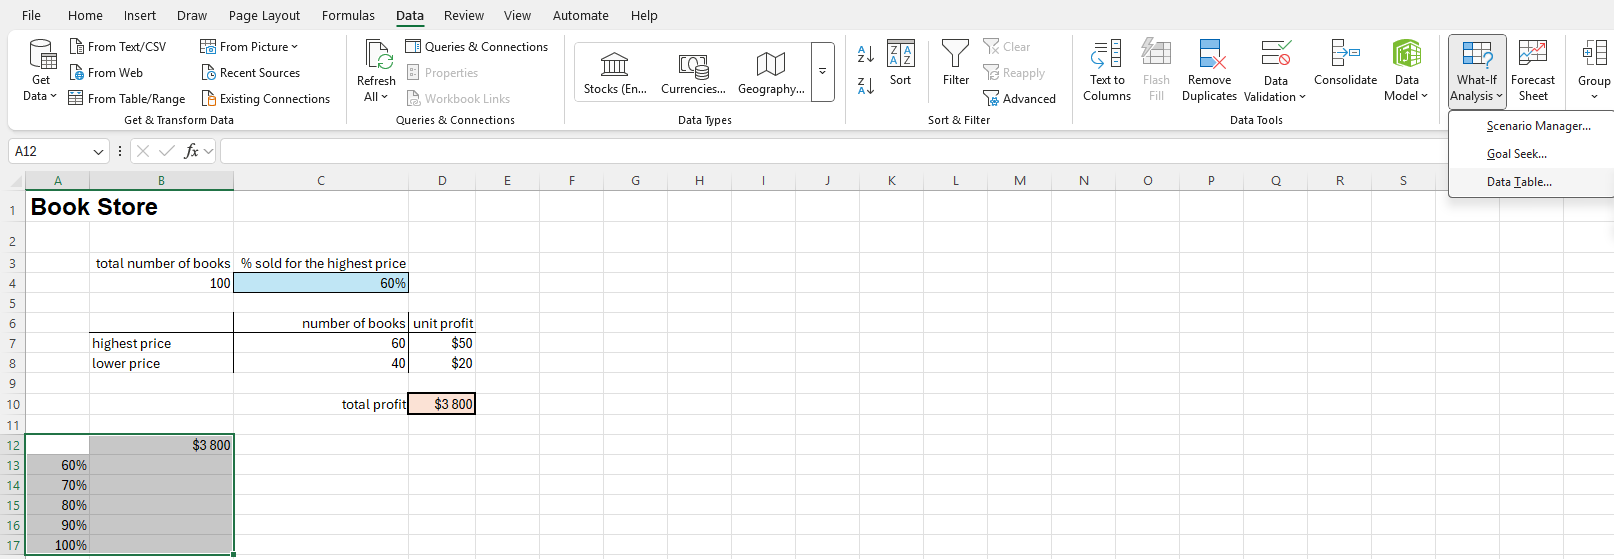 File Home Insert Draw Page Layout Formulas Data Review View Automate Help
Get Data
From Text/CSV
From Web
From Table/Range
From Picture
Recent Sources
Existing Connections
Get & Transform Data
Refresh All
Queries & Connections
Properties
Workbook Links
Queries & Connections
Stocks (En...
Currencies...
Geography...
Data Types
Sort
Filter
Clear
Reapply
Advanced
Sort & Filter
Text to Columns
Flash Fill
Remove Duplicates
Data Validation
Consolidate
Data Model
Data Tools
What-If Analysis
Forecast Sheet
Group
Scenario Manager...
Goal Seek...
Data Table...
A12
fx
A B C D E F G H I J K L M N O P Q R S
1 Book Store
2
3 total number of books % sold for the highest price
4 100 60%
5
6 number of books unit profit
7 highest price 60 $50
8 lower price 40 $20
9
10 total profit $3 800
11
12 $3 800
13 60%
14 70%
15 80%
16 90%
17 100%